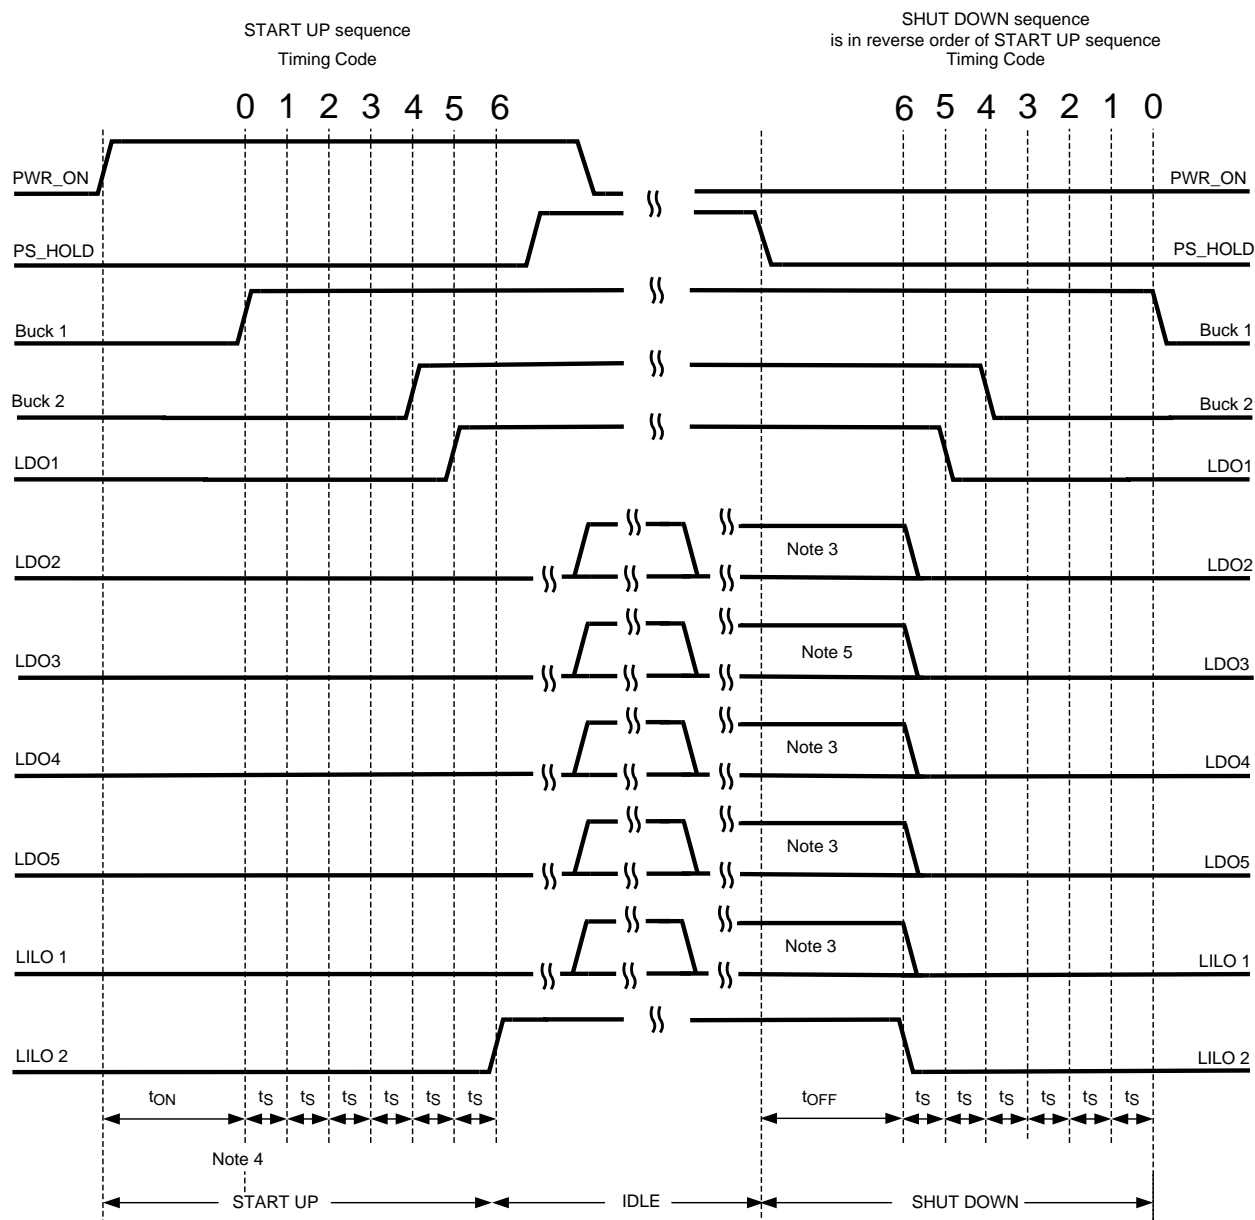 START UP sequence
Timing Code
SHUT DOWN sequence
is in reverse order of START UP sequence
Timing Code
0 1 2 3 4 5 6
6 5 4 3 2 1 0
PWR_ON PWR_ON
PS_HOLD PS_HOLD
Buck 1 Buck 1
Buck 2 Buck 2
LDO1 LDO1
LDO2 Note 3 LDO2
LDO3 Note 5 LDO3
LDO4 Note 3 LDO4
LDO5 Note 3 LDO5
LILO 1 Note 3 LILO 1
LILO 2 LILO 2
tON tS tS tS tS tS tS tOFF tS tS tS tS tS tS
Note 4
START UP IDLE SHUT DOWN